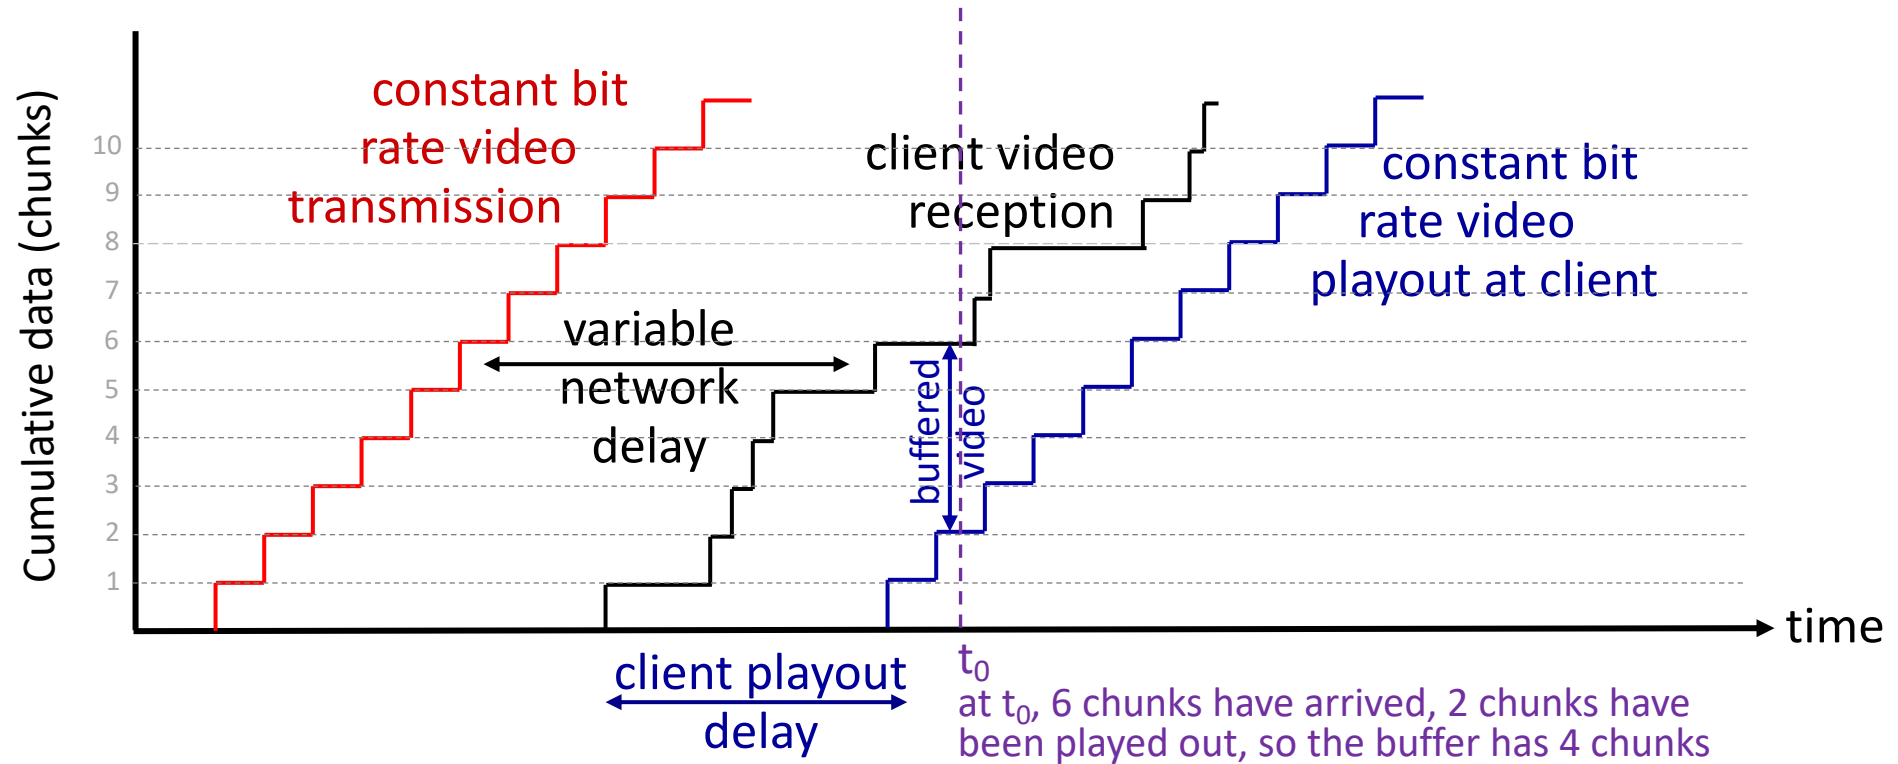 Cumulative data (chunks)
10
9
8
7
6
5
4
3
2
1
constant bit
rate video
transmission
variable
network
delay
client video
reception
buffered
video
constant bit
rate video
playout at client
time
client playout
delay
t₀
at t₀, 6 chunks have arrived, 2 chunks have
been played out, so the buffer has 4 chunks